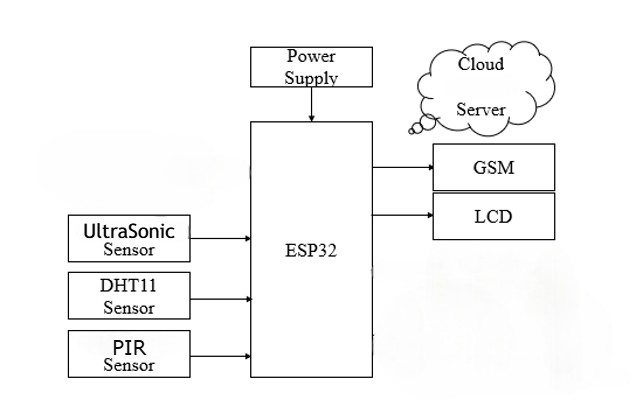 Power
Supply
Cloud
Server
GSM
LCD
ESP32
UltraSonic
Sensor
DHT11
Sensor
PIR
Sensor